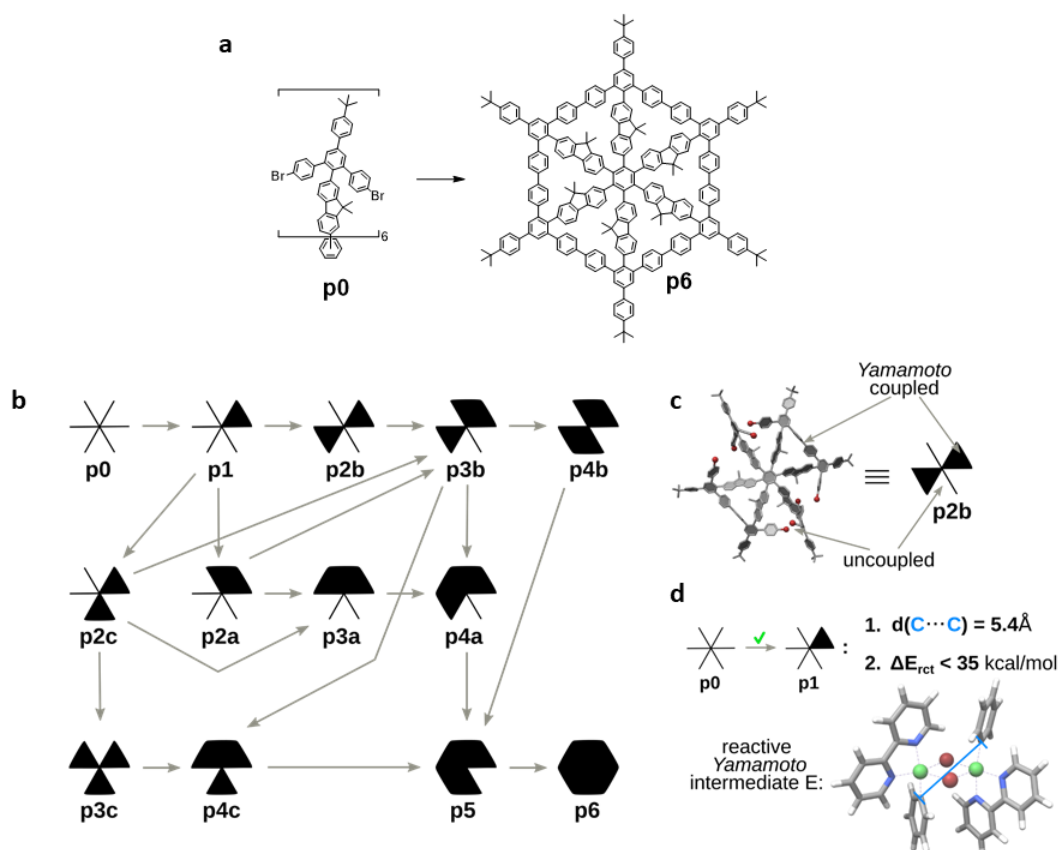 a
Br
Br
6
p0
p6
b
p0
p1
p2b
p3b
p4b
p2c
p2a
p3a
p4a
p3c
p4c
p5
p6
c
Yamamoto
coupled
p2b
uncoupled
d
p0
p1
:
1. d(C···C) = 5.4Å
2. ΔErct < 35 kcal/mol
reactive
Yamamoto
intermediate E: